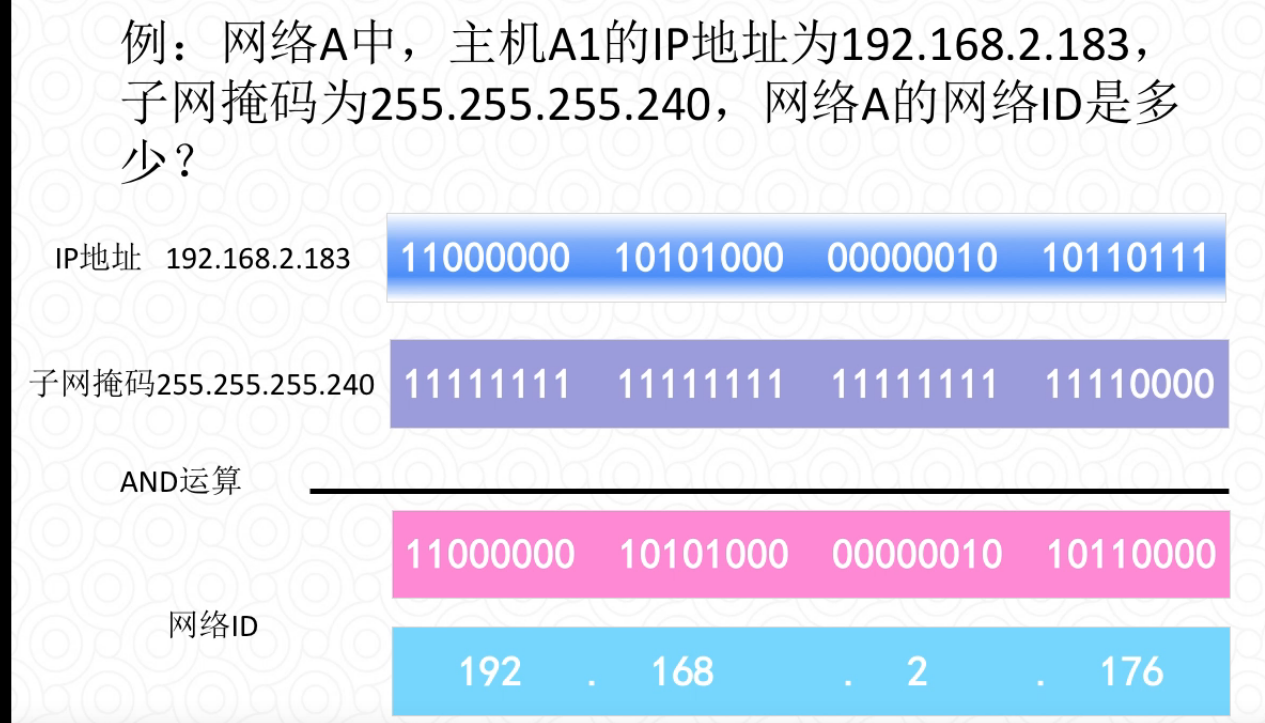 例：网络A中，主机A1的IP地址为192.168.2.183，
子网掩码为255.255.255.240，网络A的网络ID是多
少？
IP地址 192.168.2.183 11000000 10101000 00000010 10110111
子网掩码255.255.255.240 11111111 11111111 11111111 11110000
AND运算
11000000 10101000 00000010 10110000
网络ID
192 . 168 . 2 . 176